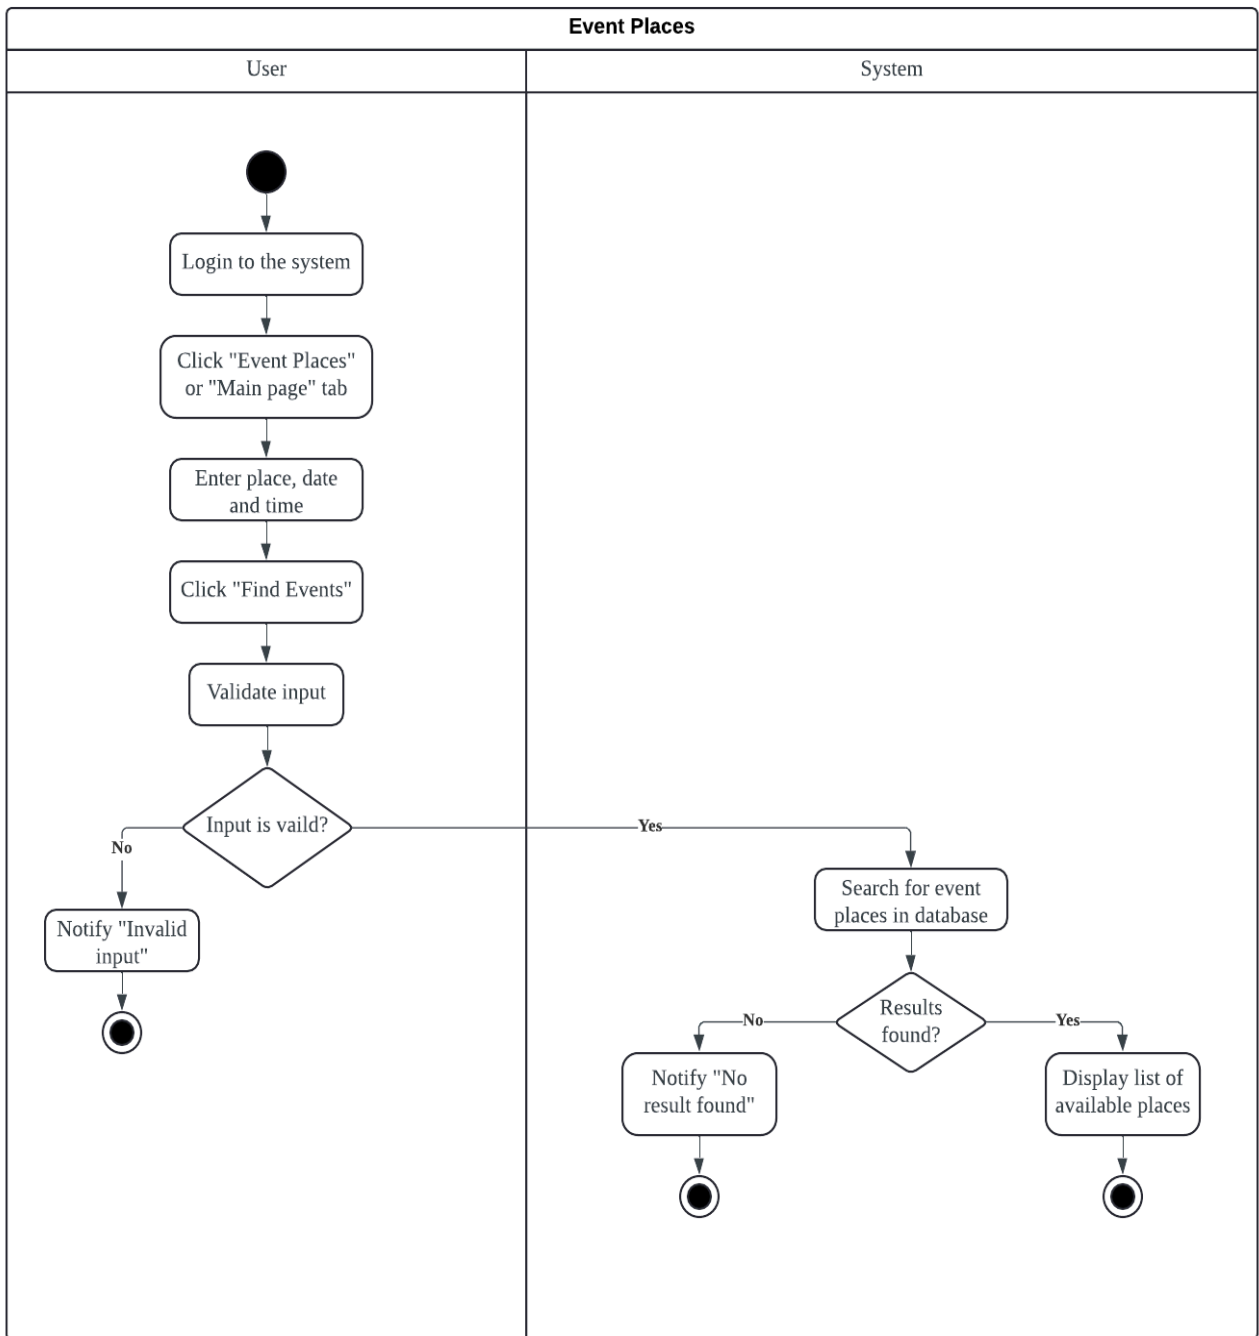 Event Places
User
System
Login to the system
Click "Event Places"
or "Main page" tab
Enter place, date
and time
Click "Find Events"
Validate input
Input is vaild?
Yes
No
Search for event
places in database
Notify "Invalid
input"
Results
found?
No
Yes
Notify "No
result found"
Display list of
available places